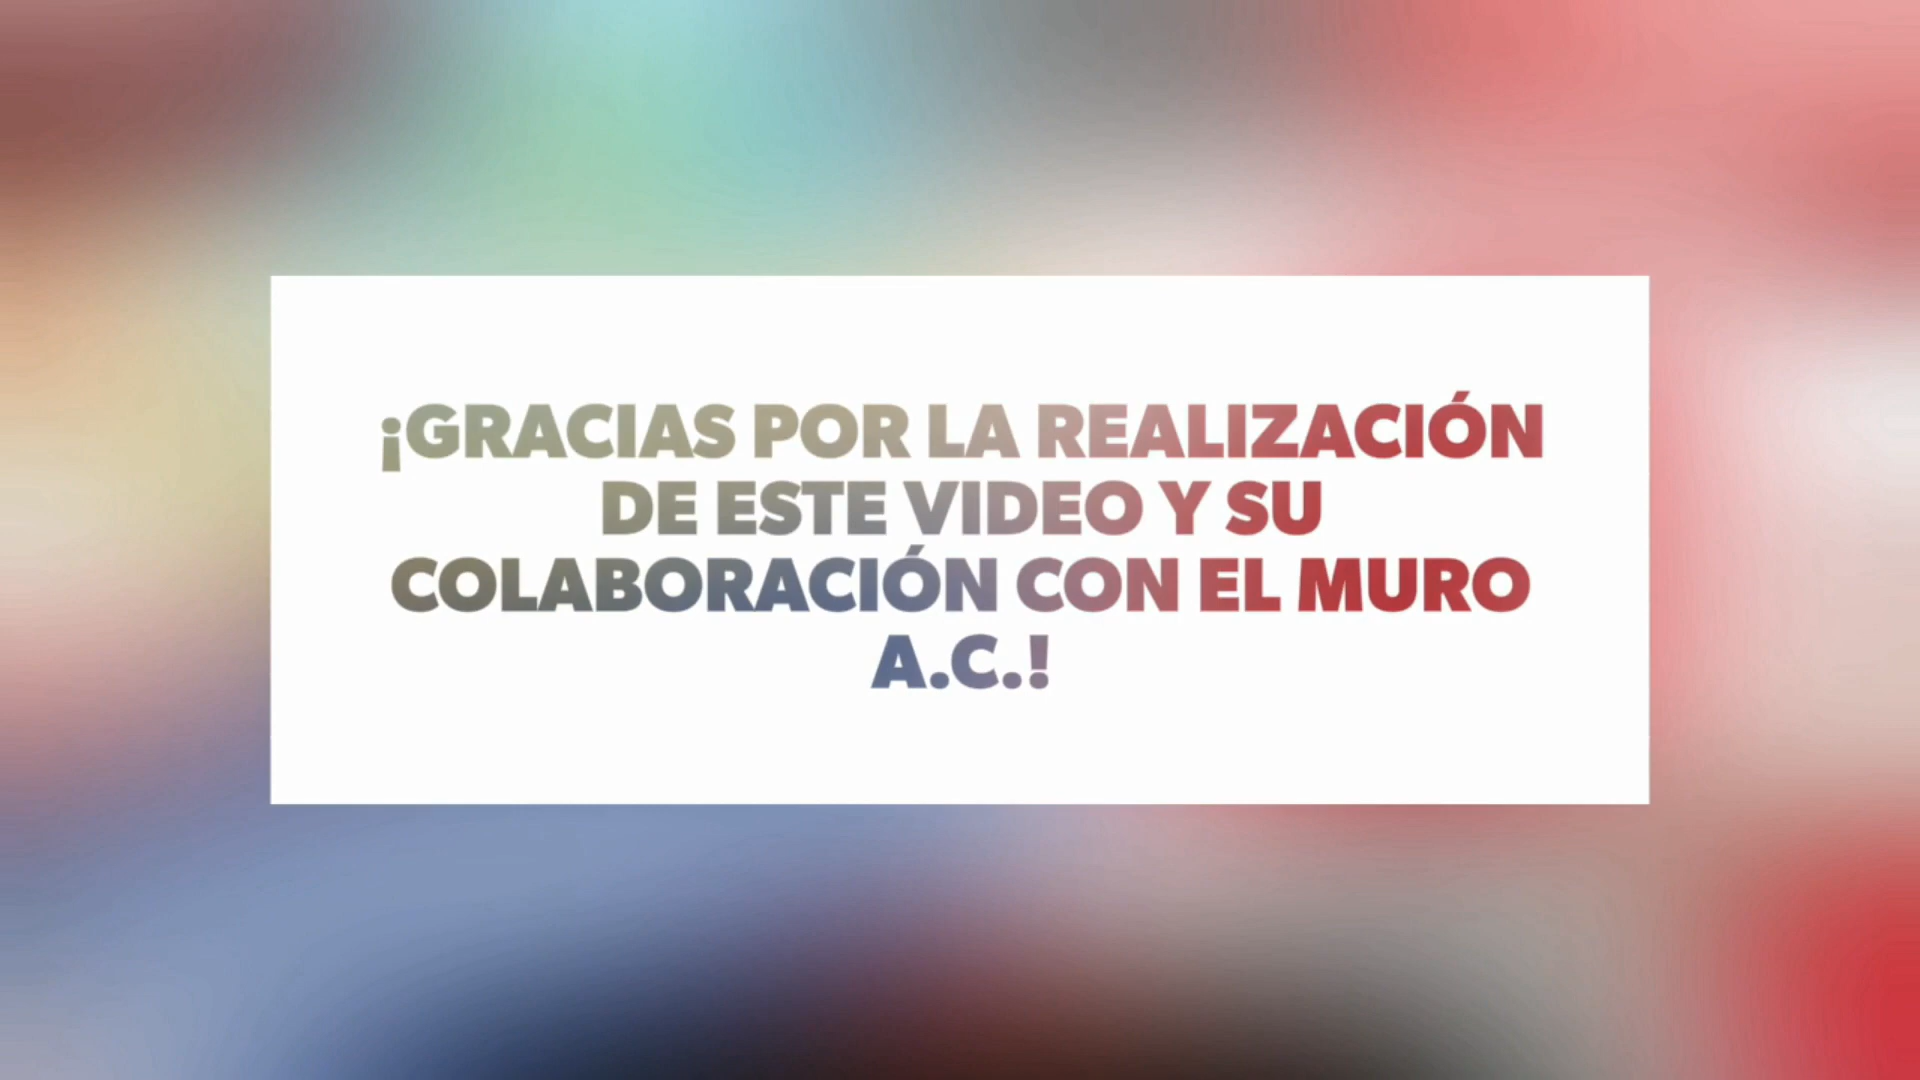 ¡GRACIAS POR LA REALIZACIÓN
DE ESTE VIDEO Y SU
COLABORACIÓN CON EL MURO
A.C.!